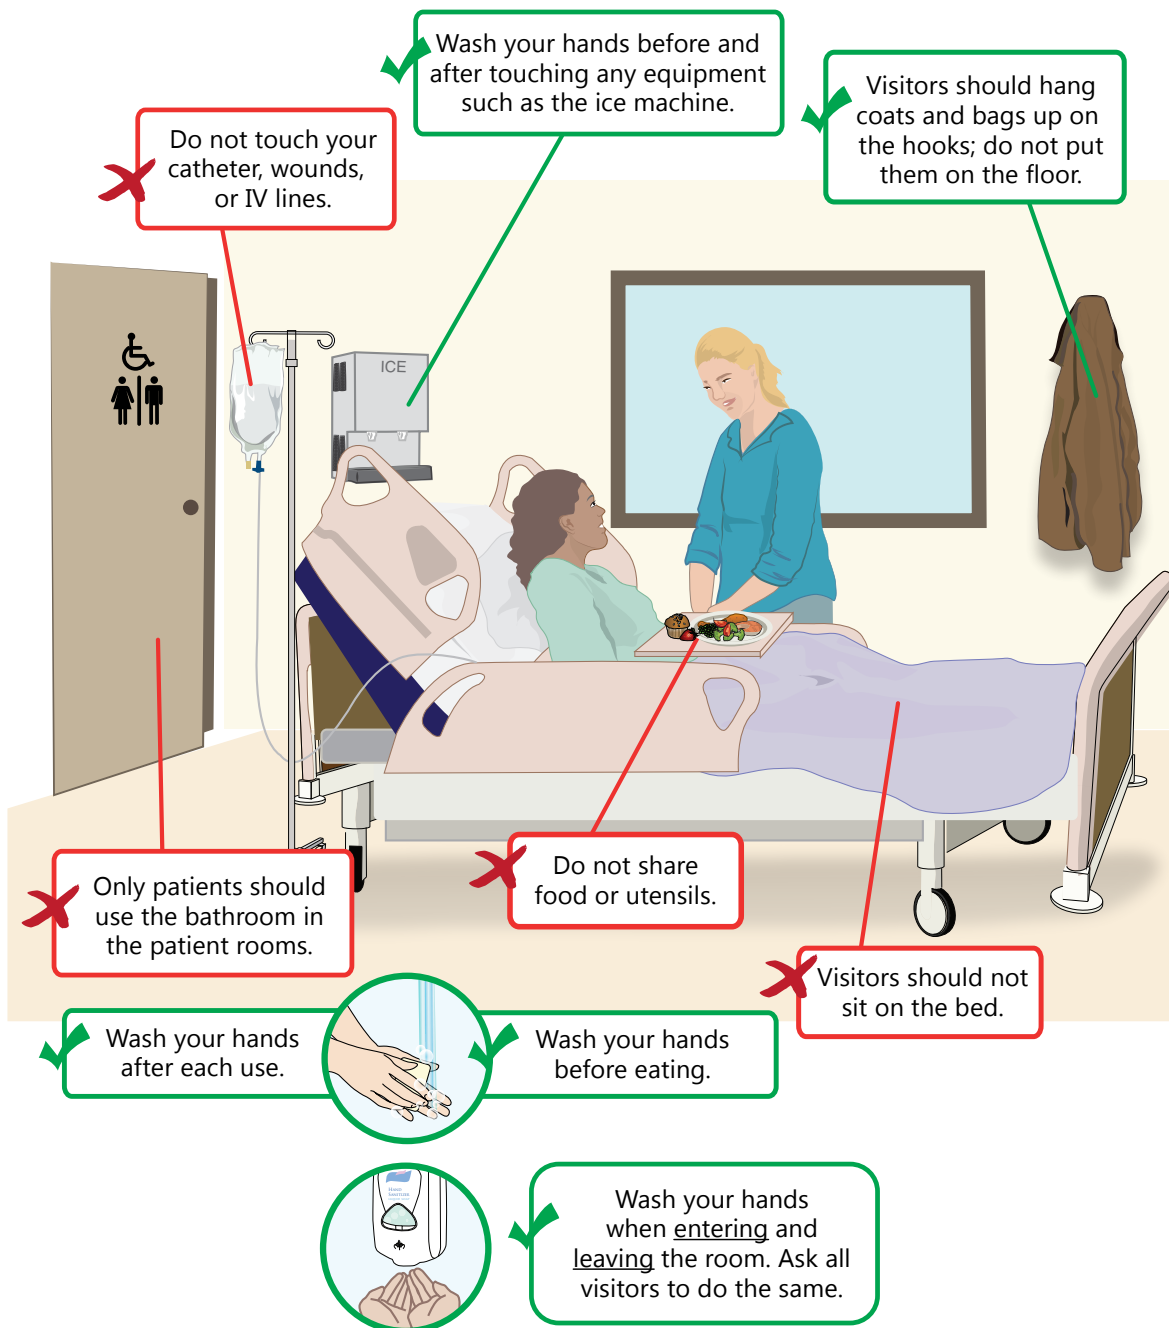 Wash your hands before and
after touching any equipment
such as the ice machine.
Visitors should hang
coats and bags up on
the hooks; do not put
them on the floor.
Do not touch your
catheter, wounds,
or IV lines.
ICE
Only patients should
use the bathroom in
the patient rooms.
Do not share
food or utensils.
Visitors should not
sit on the bed.
Wash your hands
after each use.
Wash your hands
before eating.
Wash your hands
when entering and
leaving the room. Ask all
visitors to do the same.